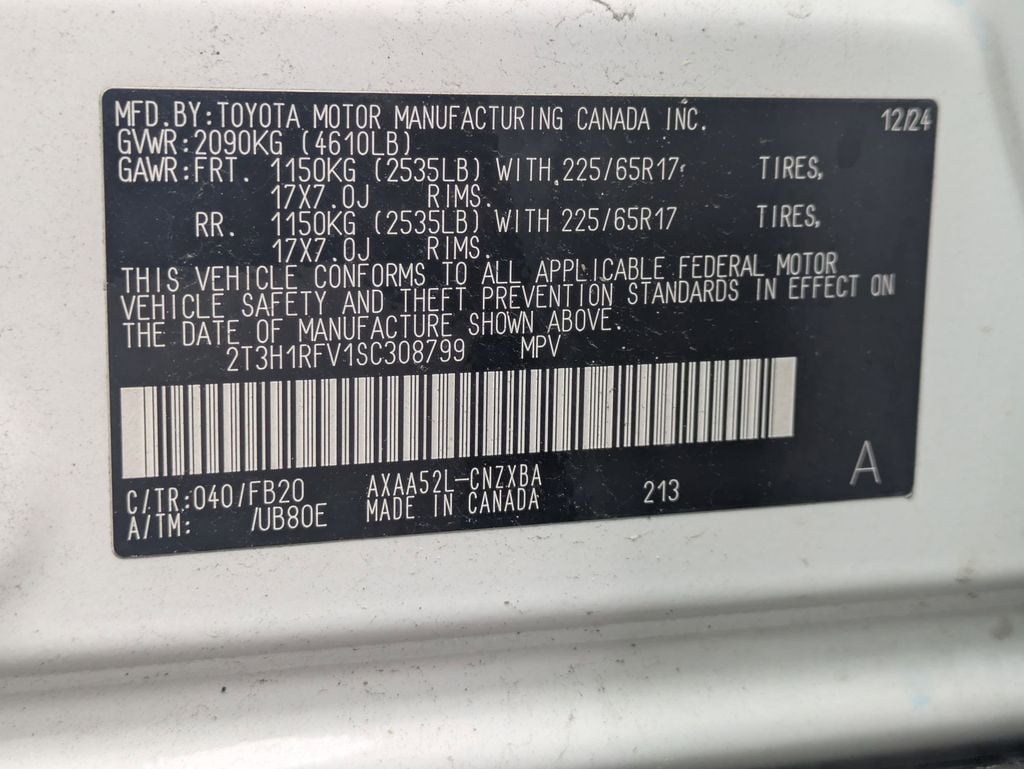 MFD.BY:TOYOTA MOTOR MANUFACTURING CANADA INC. 12/24
GVWR:2090KG (4610LB)
GAWR:FRT. 1150KG (2535LB) WITH 225/65R17 TIRES,
17X7.0J RIMS.
RR. 1150KG (2535LB) WITH 225/65R17 TIRES,
17X7.0J RIMS.
THIS VEHICLE CONFORMS TO ALL APPLICABLE FEDERAL MOTOR
VEHICLE SAFETY AND THEFT PREVENTION STANDARDS IN EFFECT ON
THE DATE OF MANUFACTURE SHOWN ABOVE.
2T3H1RFV1SC308799 MPV
C/TR:040/FB20 AXAA52L-CNZXBA 213 A
A/TM: /UB80E MADE IN CANADA